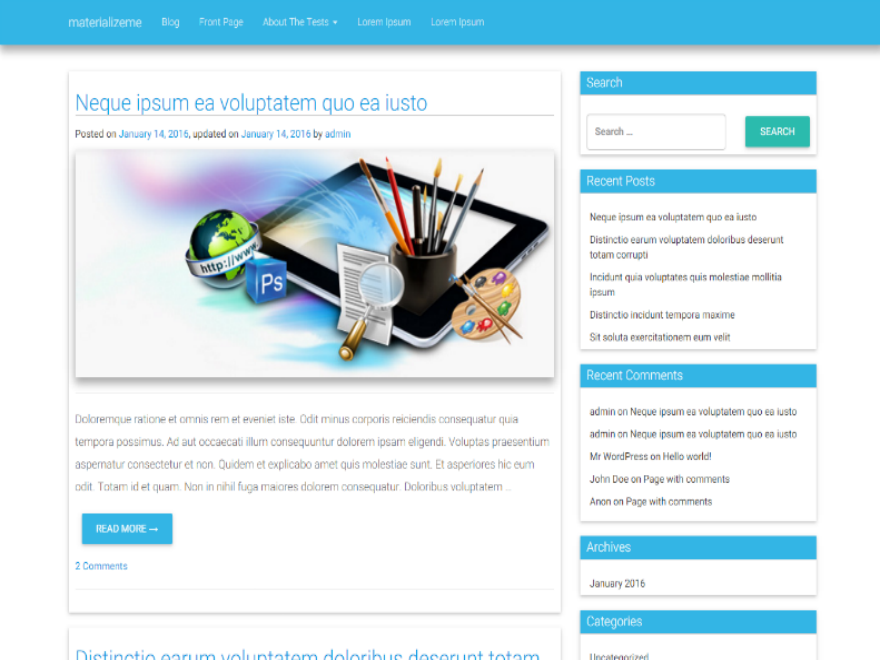 materializeme Blog Front Page About The Tests Lorem Ipsum Lorem Ipsum
Neque ipsum ea voluptatem quo ea iusto
Posted on January 14, 2016, updated on January 14, 2016 by admin
http://www.
Ps
Doloremque ratione et omnis rem et eveniet iste. Odit minus corporis reiciendis consequatur quia
tempora possimus. Ad aut occaecati illum consequuntur dolorem ipsam eligendi. Voluptas praesentium
aspernatur consectetur et non. Quidem et explicabo amet quis molestiae sunt. Et asperiores hic eum
odit. Totam id et quam. Non in nihil fuga maiores dolorem consequatur. Doloribus voluptatem ...
READ MORE →
2 Comments
Distinctio earum voluptatem doloribus deserunt totam
Search
Search ...
SEARCH
Recent Posts
Neque ipsum ea voluptatem quo ea iusto
Distinctio earum voluptatem doloribus deserunt
totam corrupti
Incidunt quia voluptates quis molestiae mollitia
ipsum
Distinctio incidunt tempora maxime
Sit soluta exercitationem eum velit
Recent Comments
admin on Neque ipsum ea voluptatem quo ea iusto
admin on Neque ipsum ea voluptatem quo ea iusto
Mr WordPress on Hello world!
John Doe on Page with comments
Anon on Page with comments
Archives
January 2016
Categories
Uncategorized